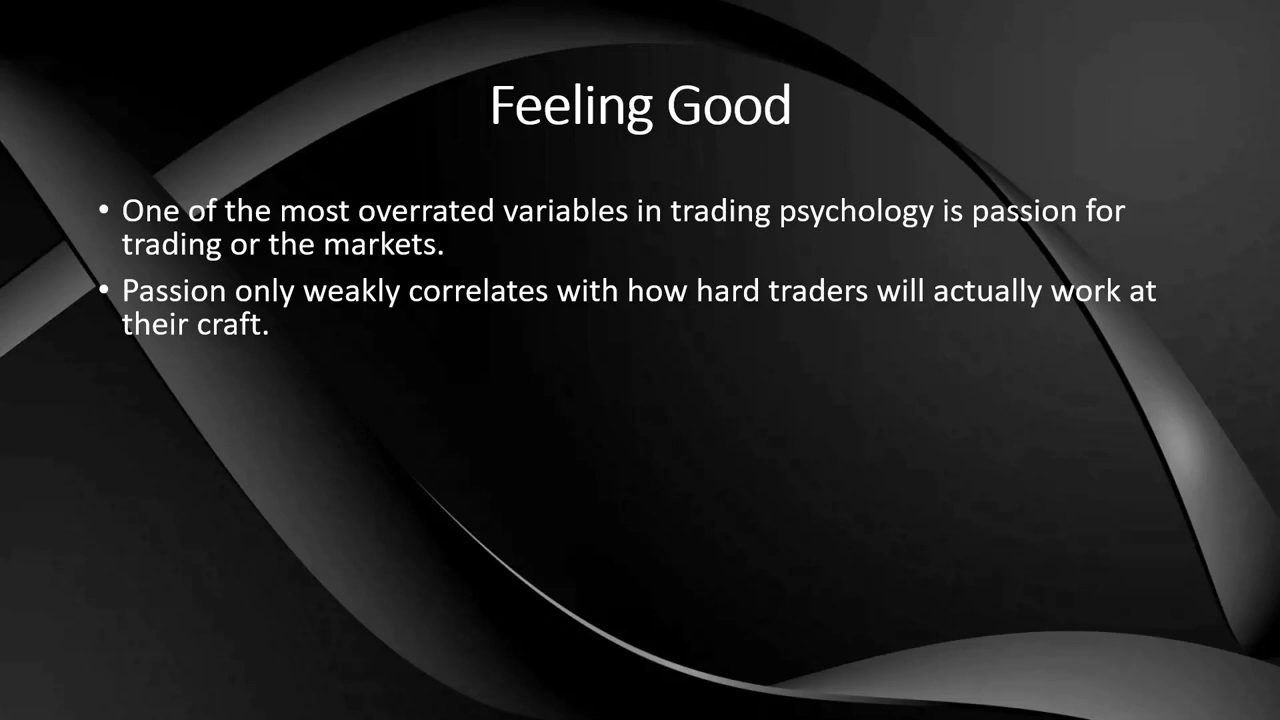 Feeling Good
• One of the most overrated variables in trading psychology is passion for
trading or the markets.
• Passion only weakly correlates with how hard traders will actually work at
their craft.